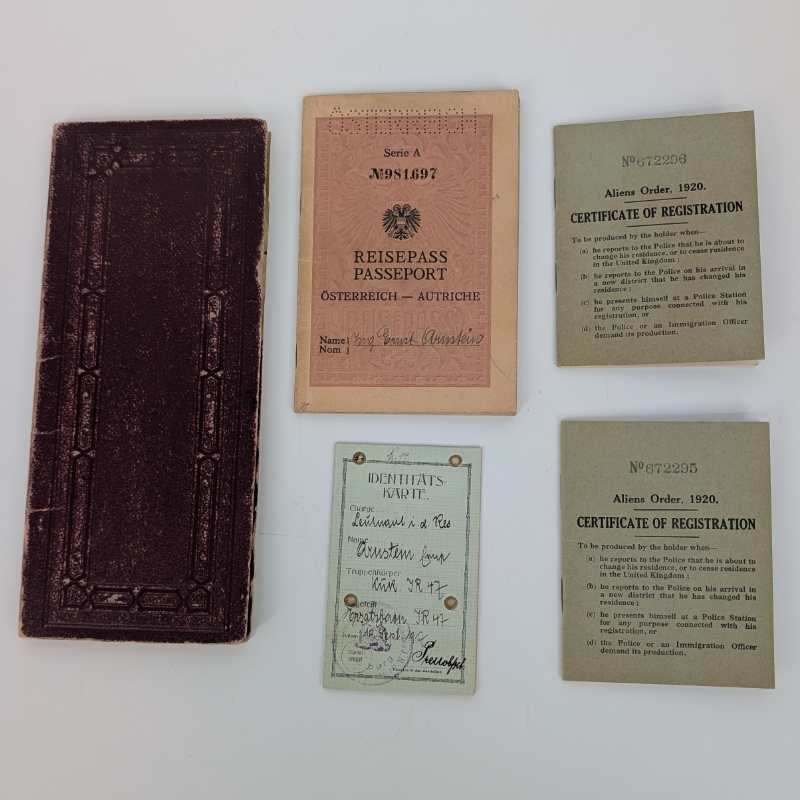 ÖSTERREICH
Serie A
№981697
REISEPASS
PASSEPORT
ÖSTERREICH — AUTRICHE
Name
Nom
Ing Ernst Arnstein
IDENTITÄTS-
KARTE.
Charge
Leutnant i. d. Res
Name
Arnstein
Truppenkörper
IR 47
IR 47
№ 672296
Aliens Order, 1920.
CERTIFICATE OF REGISTRATION
To be produced by the holder when—
(a) he reports to the Police that he is about to
change his residence, or to cease residence
in the United Kingdom ;
(b) he reports to the Police on his arrival in
a new district that he has changed his
residence ;
(c) he presents himself at a Police Station
for any purpose connected with his
registration, or
(d) the Police or an Immigration Officer
demand its production.
№ 672295
Aliens Order, 1920.
CERTIFICATE OF REGISTRATION
To be produced by the holder when—
(a) he reports to the Police that he is about to
change his residence, or to cease residence
in the United Kingdom ;
(b) he reports to the Police on his arrival in
a new district that he has changed his
residence ;
(c) he presents himself at a Police Station
for any purpose connected with his
registration, or
(d) the Police or an Immigration Officer
demand its production.